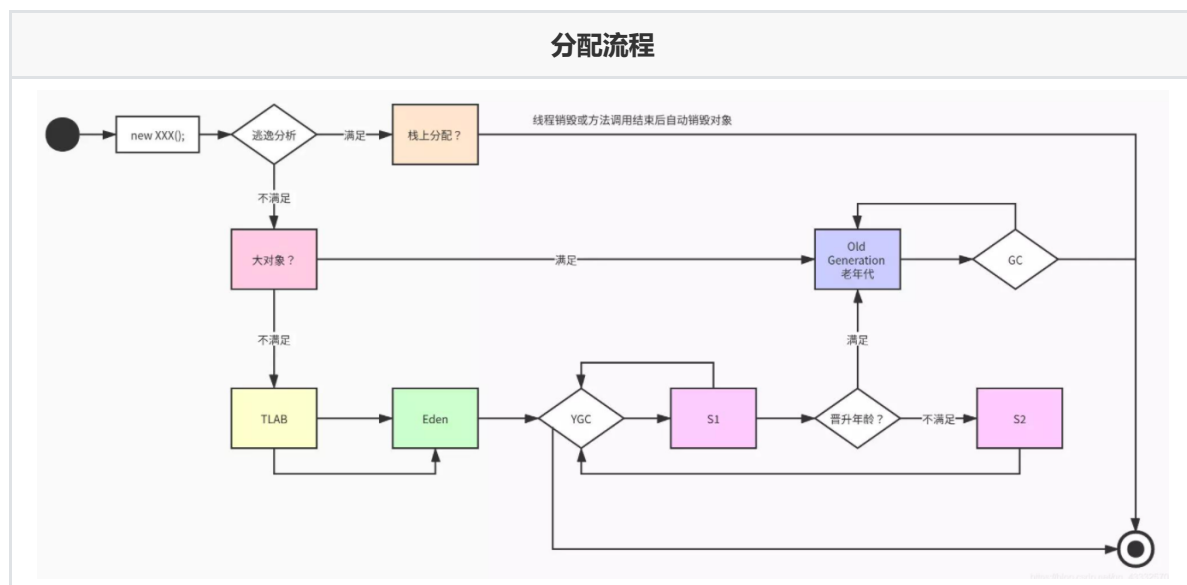 分配流程
new XXX();
逃逸分析
满足
栈上分配？
线程销毁或方法调用结束后自动销毁对象
不满足
大对象？
满足
Old
Generation
老年代
GC
不满足
满足
TLAB
Eden
YGC
S1
晋升年龄？
不满足
S2